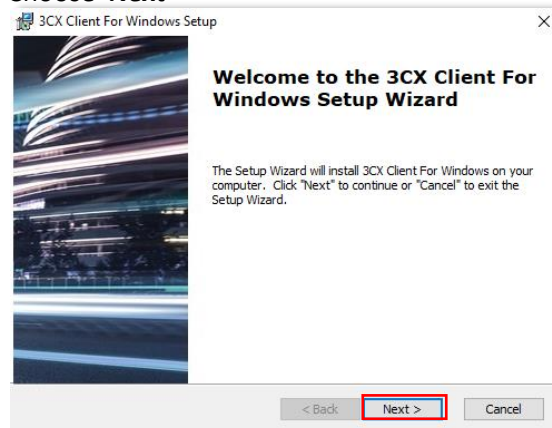 3CX Client For Windows Setup
Welcome to the 3CX Client For
Windows Setup Wizard
The Setup Wizard will install 3CX Client For Windows on your
computer. Click "Next" to continue or "Cancel" to exit the
Setup Wizard.
< Back Next > Cancel